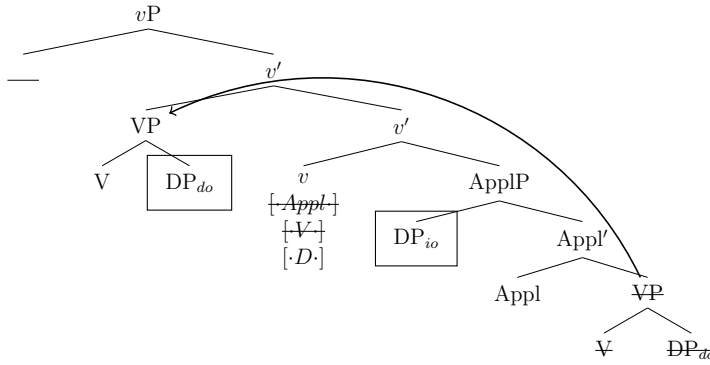 vP
v′
VP v′
V DP_do v ApplP
[·Appl·]
[·V·] DP_io Appl′
[·D·]
Appl VP
V DP_do